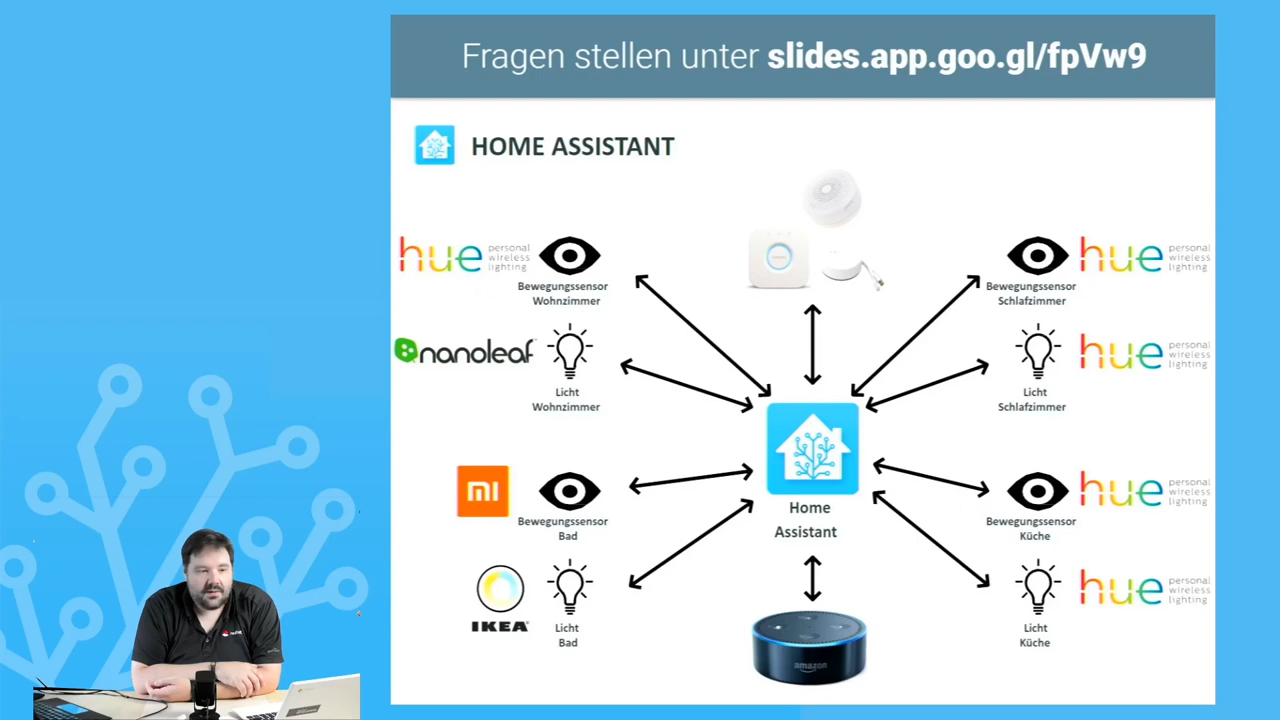 Fragen stellen unter slides.app.goo.gl/fpVw9
HOME ASSISTANT
hue personal wireless lighting
Bewegungssensor
Wohnzimmer
nanoleaf
Licht
Wohnzimmer
hue personal wireless lighting
Bewegungssensor
Schlafzimmer
hue personal wireless lighting
Licht
Schlafzimmer
mi
Bewegungssensor
Bad
IKEA
Licht
Bad
Home
Assistant
amazon
hue personal wireless lighting
Bewegungssensor
Küche
hue personal wireless lighting
Licht
Küche